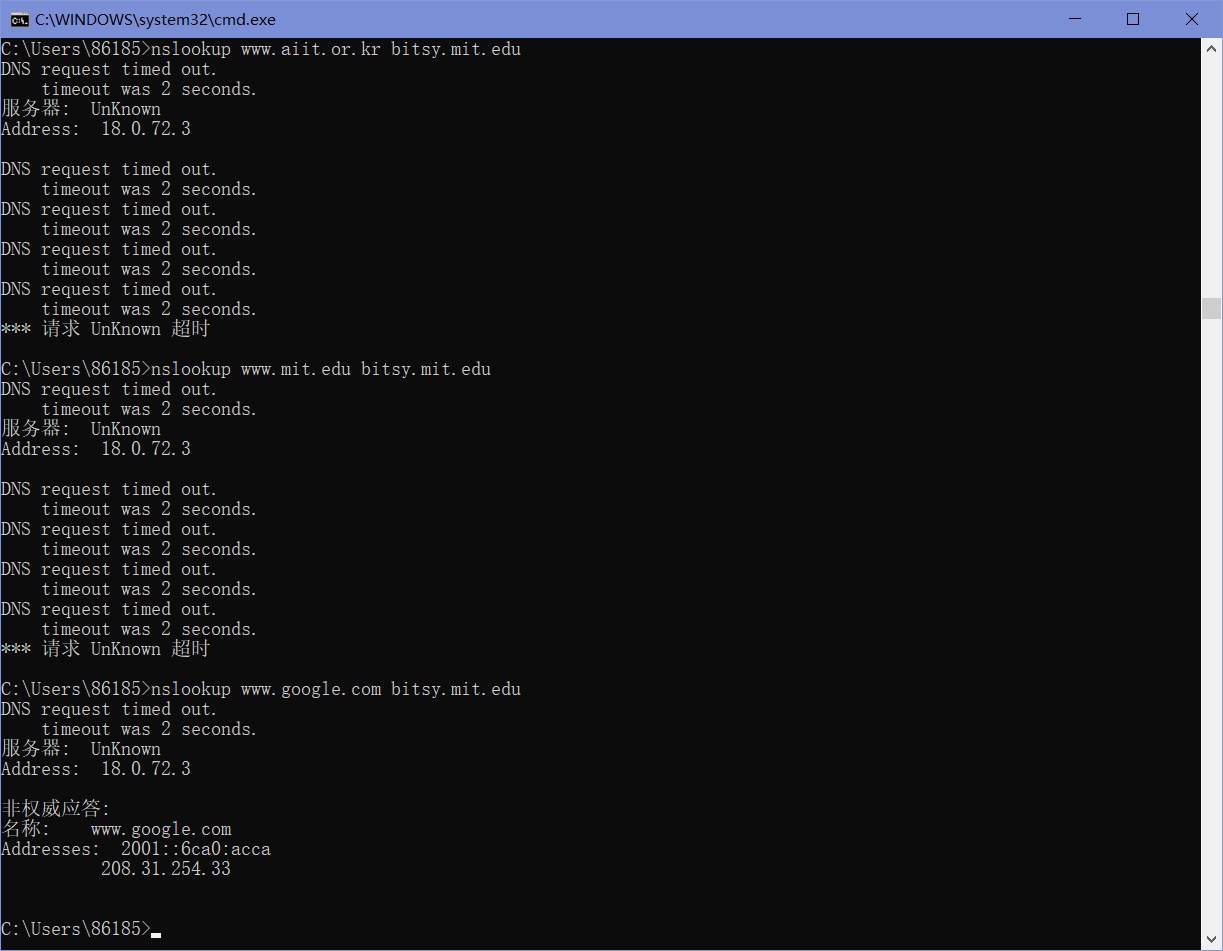 C:\WINDOWS\system32\cmd.exe
C:\Users\86185>nslookup www.aiit.or.kr bitsy.mit.edu
DNS request timed out.
    timeout was 2 seconds.
服务器:  UnKnown
Address:  18.0.72.3

DNS request timed out.
    timeout was 2 seconds.
DNS request timed out.
    timeout was 2 seconds.
DNS request timed out.
    timeout was 2 seconds.
DNS request timed out.
    timeout was 2 seconds.
*** 请求 UnKnown 超时

C:\Users\86185>nslookup www.mit.edu bitsy.mit.edu
DNS request timed out.
    timeout was 2 seconds.
服务器:  UnKnown
Address:  18.0.72.3

DNS request timed out.
    timeout was 2 seconds.
DNS request timed out.
    timeout was 2 seconds.
DNS request timed out.
    timeout was 2 seconds.
DNS request timed out.
    timeout was 2 seconds.
*** 请求 UnKnown 超时

C:\Users\86185>nslookup www.google.com bitsy.mit.edu
DNS request timed out.
    timeout was 2 seconds.
服务器:  UnKnown
Address:  18.0.72.3

非权威应答:
名称:    www.google.com
Addresses:  2001::6ca0:acca
          208.31.254.33

C:\Users\86185>